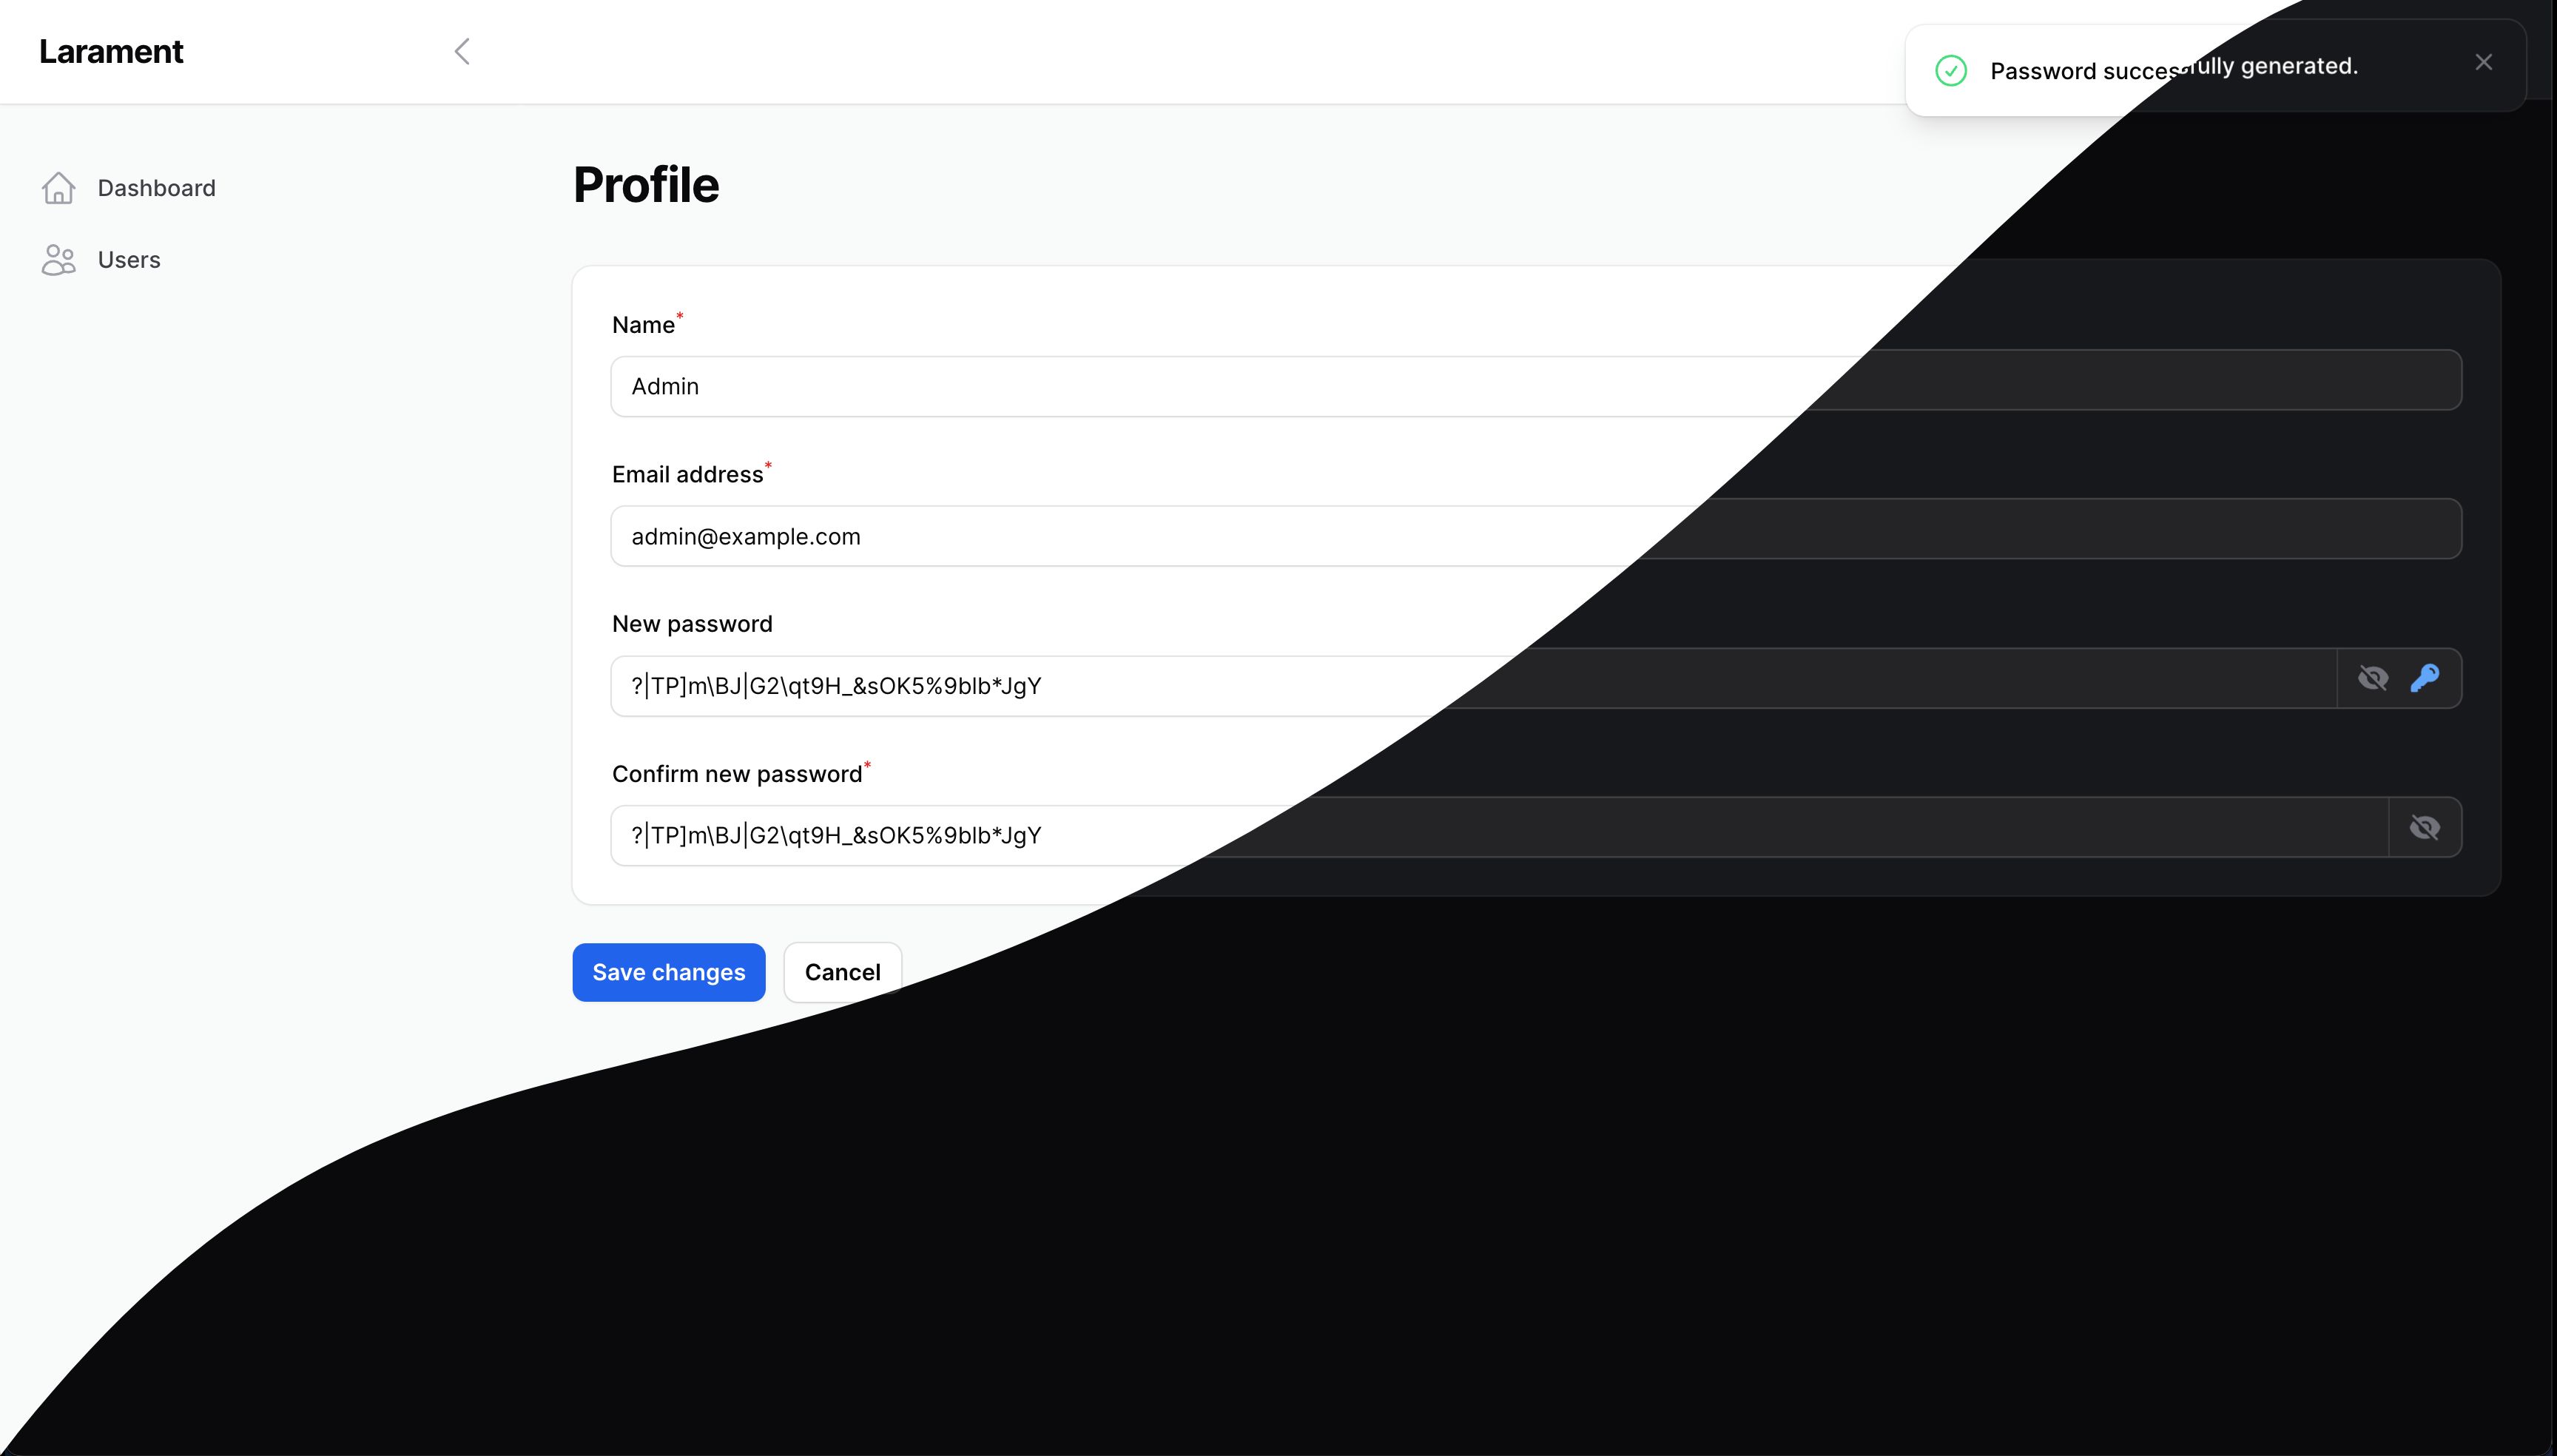 Larament
Password successfully generated.
Dashboard
Users
Profile
Name*
Admin
Email address*
admin@example.com
New password
?|TP]m\BJ|G2\qt9H_&sOK5%9blb*JgY
Confirm new password*
?|TP]m\BJ|G2\qt9H_&sOK5%9blb*JgY
Save changes
Cancel